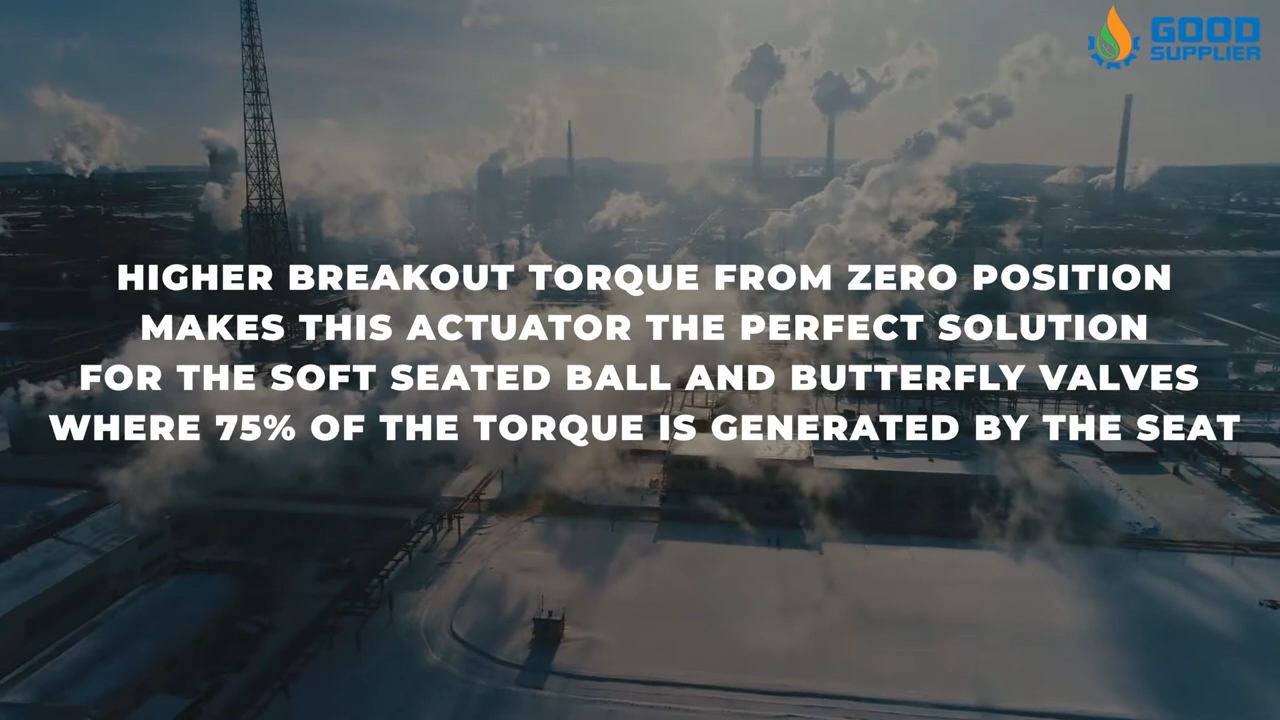 GOOD
SUPPLIER
HIGHER BREAKOUT TORQUE FROM ZERO POSITION
MAKES THIS ACTUATOR THE PERFECT SOLUTION
FOR THE SOFT SEATED BALL AND BUTTERFLY VALVES
WHERE 75% OF THE TORQUE IS GENERATED BY THE SEAT